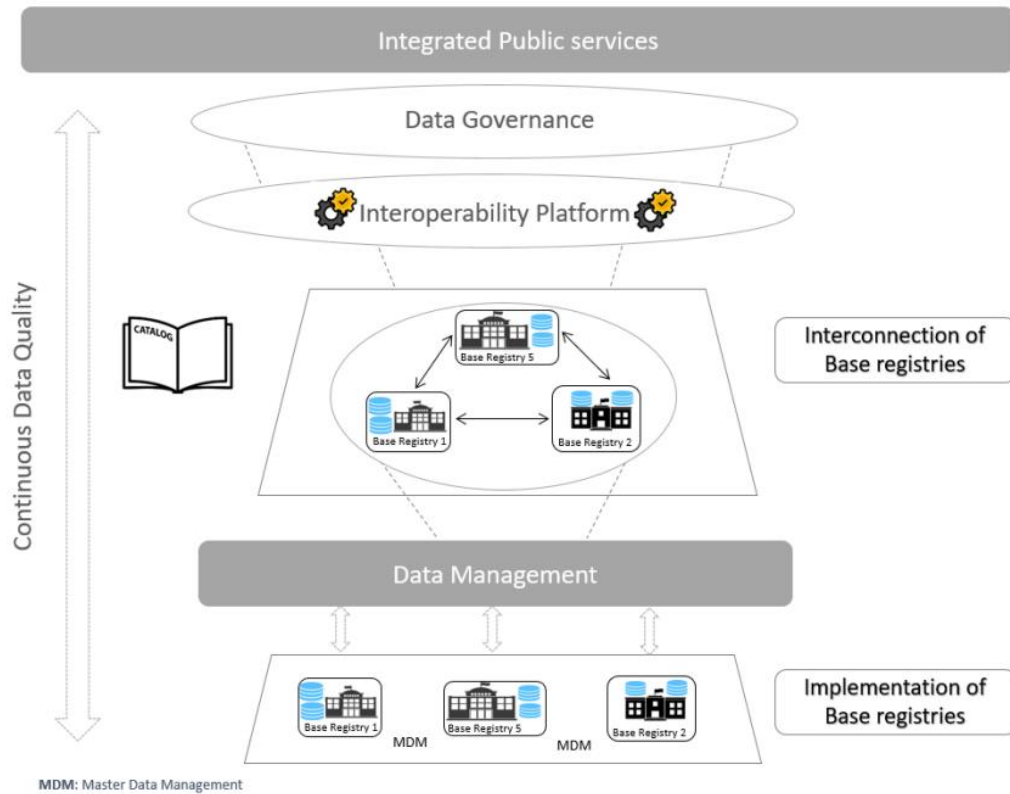 Integrated Public services
Data Governance
Interoperability Platform
Continuous Data Quality
CATALOG
Base Registry 5
Base Registry 1
Base Registry 2
Interconnection of
Base registries
Data Management
Base Registry 1
MDM
Base Registry 5
MDM
Base Registry 2
Implementation of
Base registries
MDM: Master Data Management